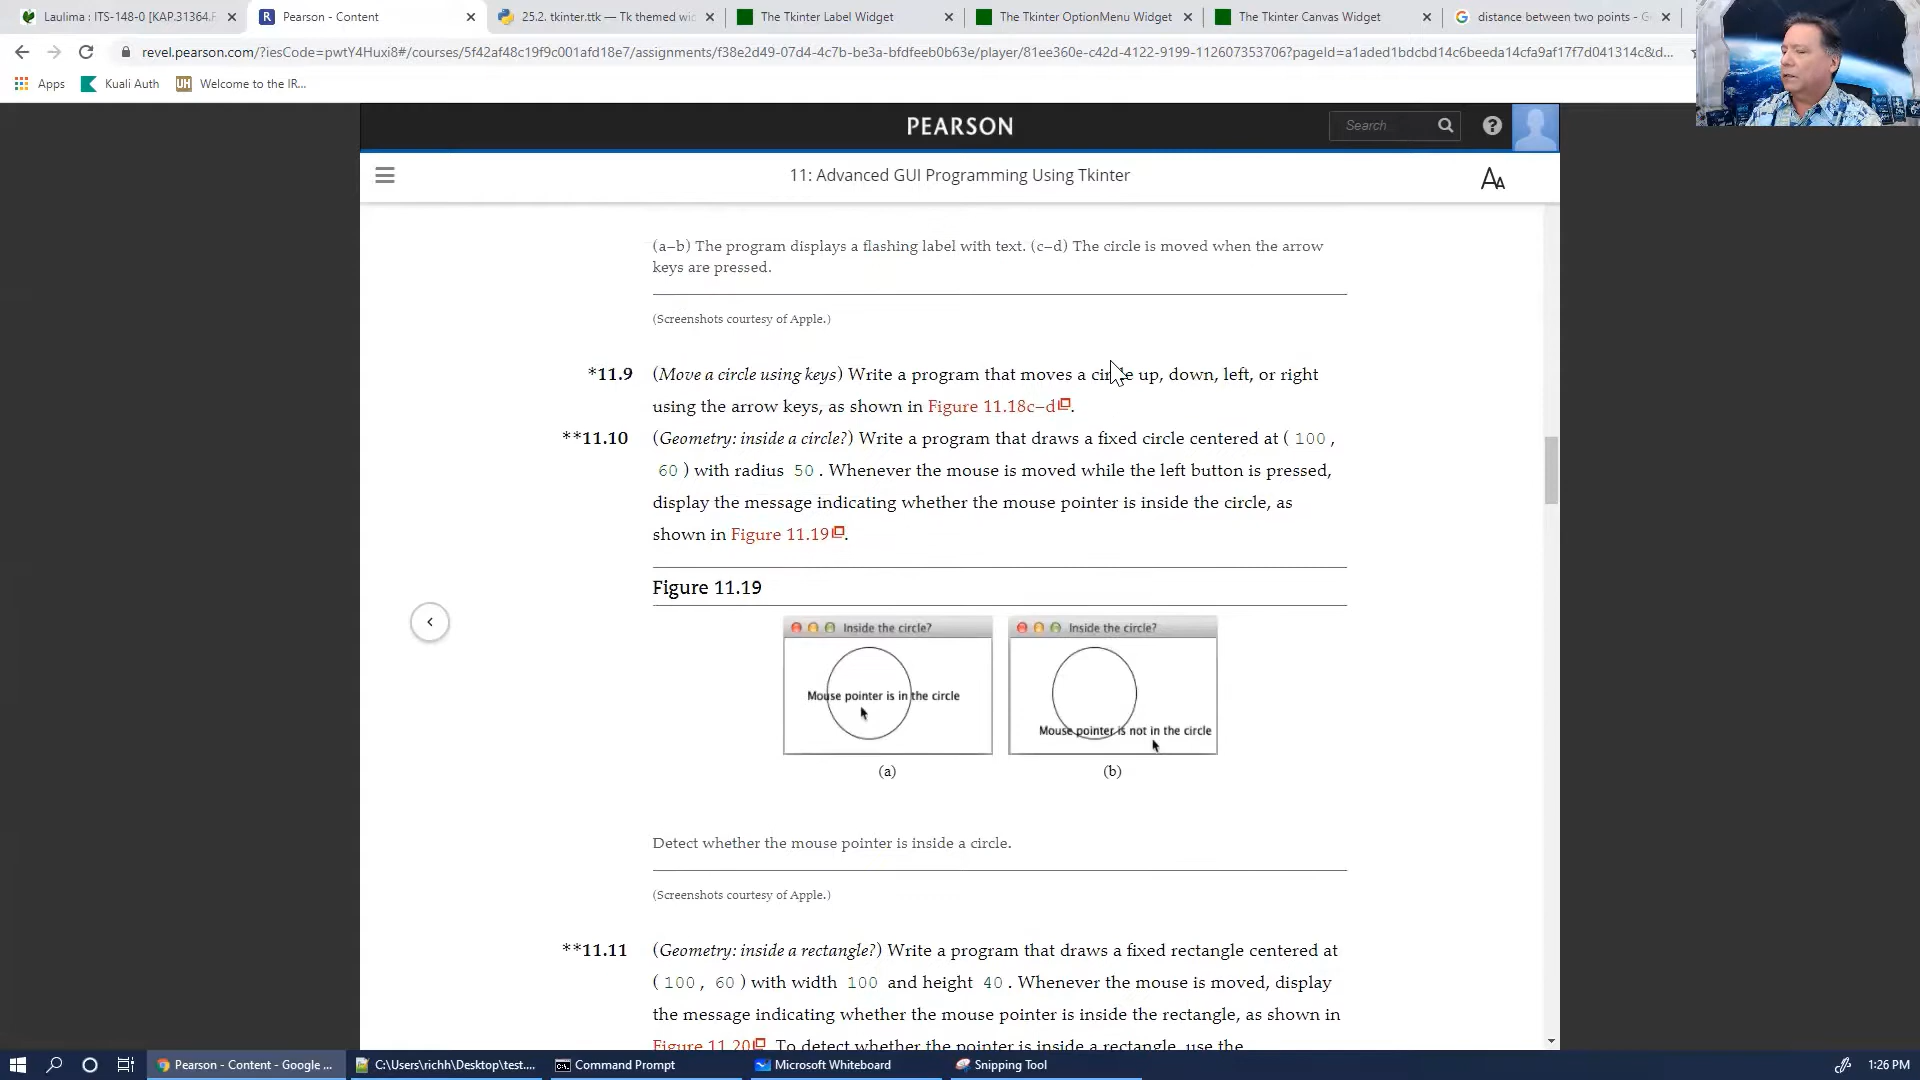 Laulima : ITS-148-0 [KAP.31364.F
Pearson - Content
25.2. tkinter.ttk — Tk themed wid
The Tkinter Label Widget
The Tkinter OptionMenu Widget
The Tkinter Canvas Widget
distance between two points - G
revel.pearson.com/?iesCode=pwtY4Huxi8#/courses/5f42af48c19f9c001afd18e7/assignments/f38e2d49-07d4-4c7b-be3a-bfdfeeb0b63e/player/81ee360e-c42d-4122-9199-112607353706?pageId=a1aded1bdcbd14c6beeda14cfa9af17f7d041314c&d...
Apps
Kuali Auth
UH Welcome to the IR...
PEARSON
Search
11: Advanced GUI Programming Using Tkinter
AA
(a–b) The program displays a flashing label with text. (c–d) The circle is moved when the arrow
keys are pressed.
(Screenshots courtesy of Apple.)
*11.9 (Move a circle using keys) Write a program that moves a circle up, down, left, or right
using the arrow keys, as shown in Figure 11.18c–d.
**11.10 (Geometry: inside a circle?) Write a program that draws a fixed circle centered at ( 100 ,
60 ) with radius 50 . Whenever the mouse is moved while the left button is pressed,
display the message indicating whether the mouse pointer is inside the circle, as
shown in Figure 11.19.
Figure 11.19
Inside the circle?
Mouse pointer is in the circle
(a)
Inside the circle?
Mouse pointer is not in the circle
(b)
Detect whether the mouse pointer is inside a circle.
(Screenshots courtesy of Apple.)
**11.11 (Geometry: inside a rectangle?) Write a program that draws a fixed rectangle centered at
( 100 , 60 ) with width 100 and height 40 . Whenever the mouse is moved, display
the message indicating whether the mouse pointer is inside the rectangle, as shown in
Figure 11.20. To detect whether the pointer is inside a rectangle, use the
Pearson - Content - Google ...
C:\Users\richh\Desktop\test....
Command Prompt
Microsoft Whiteboard
Snipping Tool
1:26 PM